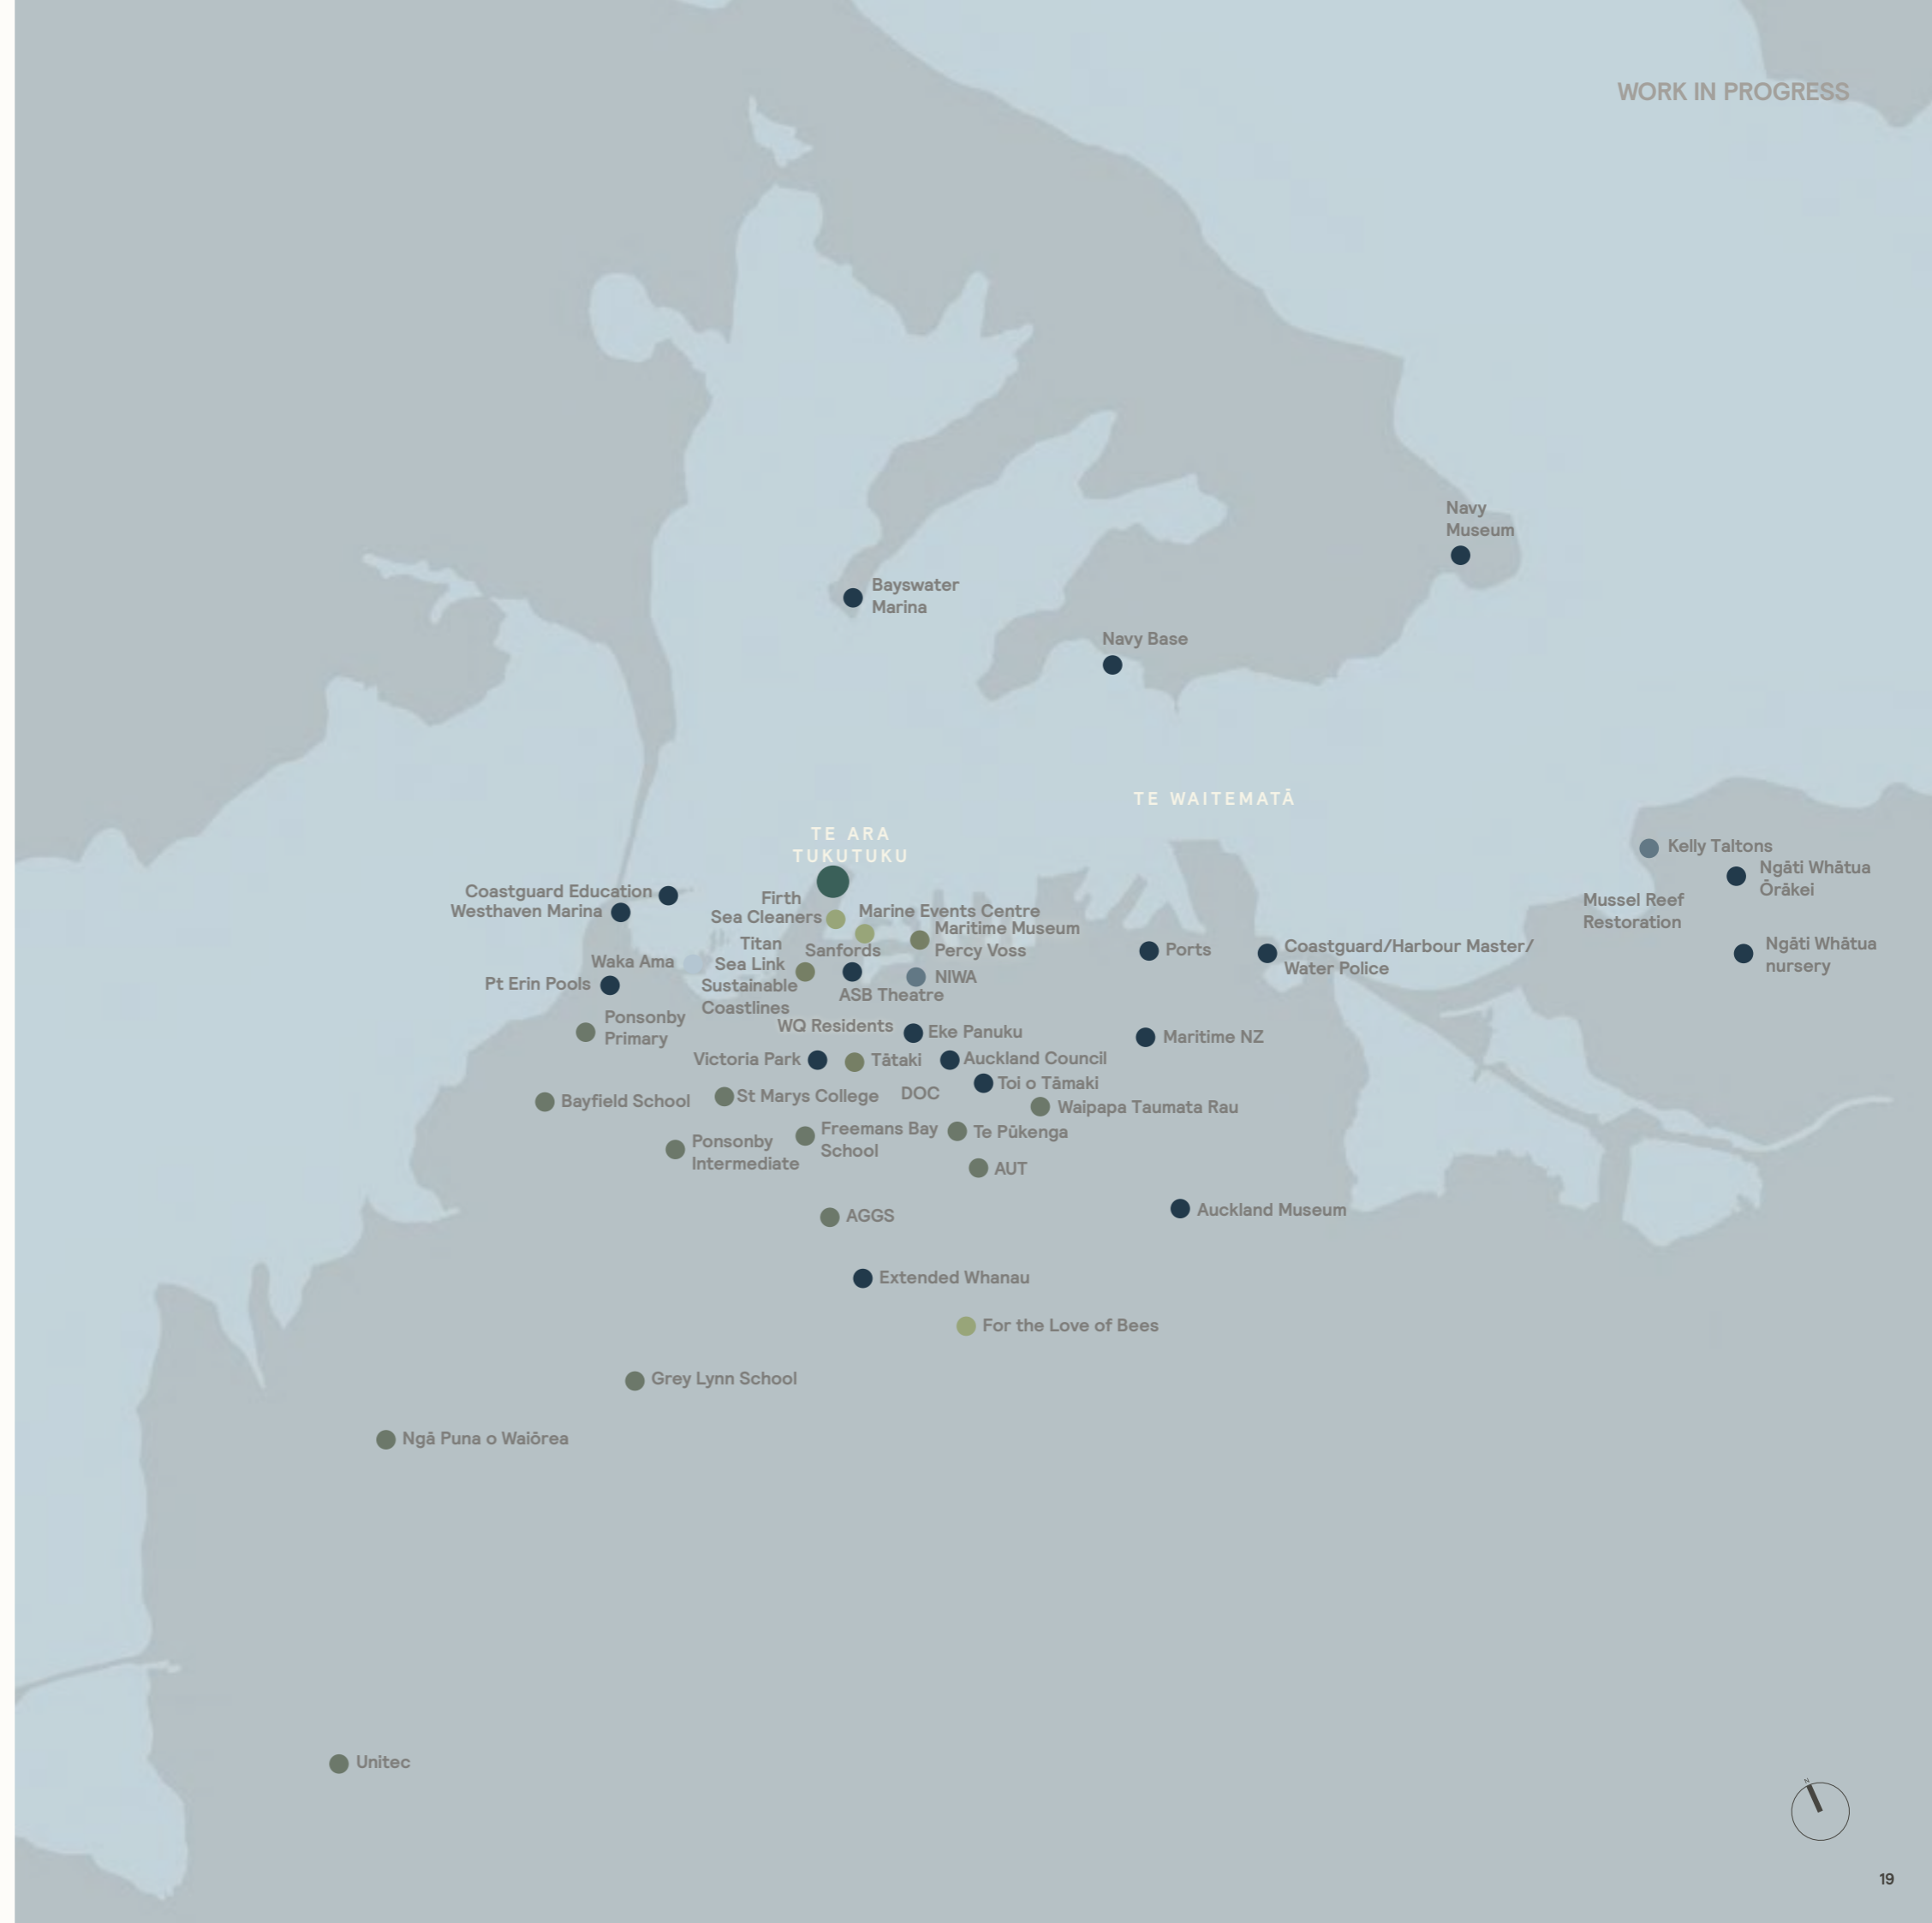 WORK IN PROGRESS
Navy
Museum
Bayswater
Marina
Navy Base
TE WAITEMATĀ
TE ARA
TUKUTUKU
Kelly Taltons
Ngāti Whātua
Ōrākei
Mussel Reef
Restoration
Ngāti Whātua
nursery
Coastguard Education
Westhaven Marina
Firth
Sea Cleaners
Marine Events Centre
Maritime Museum
Percy Voss
Titan
Sea Link
Sanfords
Sustainable
Coastlines
NIWA
ASB Theatre
Ports
Coastguard/Harbour Master/
Water Police
Waka Ama
Pt Erin Pools
Ponsonby
Primary
WQ Residents
Eke Panuku
Maritime NZ
Victoria Park
Tātaki
Auckland Council
Toi o Tāmaki
Bayfield School
St Marys College
DOC
Waipapa Taumata Rau
Ponsonby
Intermediate
Freemans Bay
School
Te Pūkenga
AUT
AGGS
Auckland Museum
Extended Whanau
For the Love of Bees
Grey Lynn School
Ngā Puna o Waiōrea
Unitec
N
19